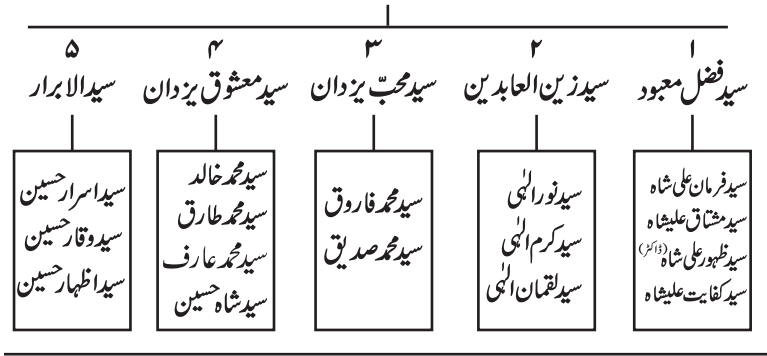 ۱
سید فضل معبود
۲
سید زین العابدین
۳
سید محبّ یزدان
۴
سید معشوق یزدان
۵
سید الابرار
سید فرمان علی شاہ
سید مشتاق علیشاہ
سید ظہور علی شاہ (ڈاکٹر)
سید کفایت علیشاہ
سید نور الٰہی
سید کرم الٰہی
سید لقمان الٰہی
سید محمد فاروق
سید محمد صدیق
سید محمد خالد
سید محمد طارق
سید محمد عارف
سید شاہ حسین
سید اسرار حسین
سید وقار حسین
سید اظہار حسین